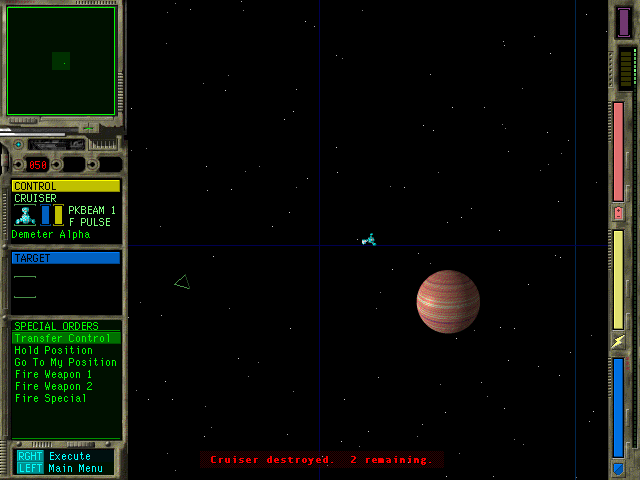 050
CONTROL
CRUISER
PKBEAM 1
F PULSE
Demeter Alpha
TARGET
SPECIAL ORDERS
Transfer Control
Hold Position
Go To My Position
Fire Weapon 1
Fire Weapon 2
Fire Special
RGHT Execute
LEFT Main Menu
Cruiser destroyed. 2 remaining.